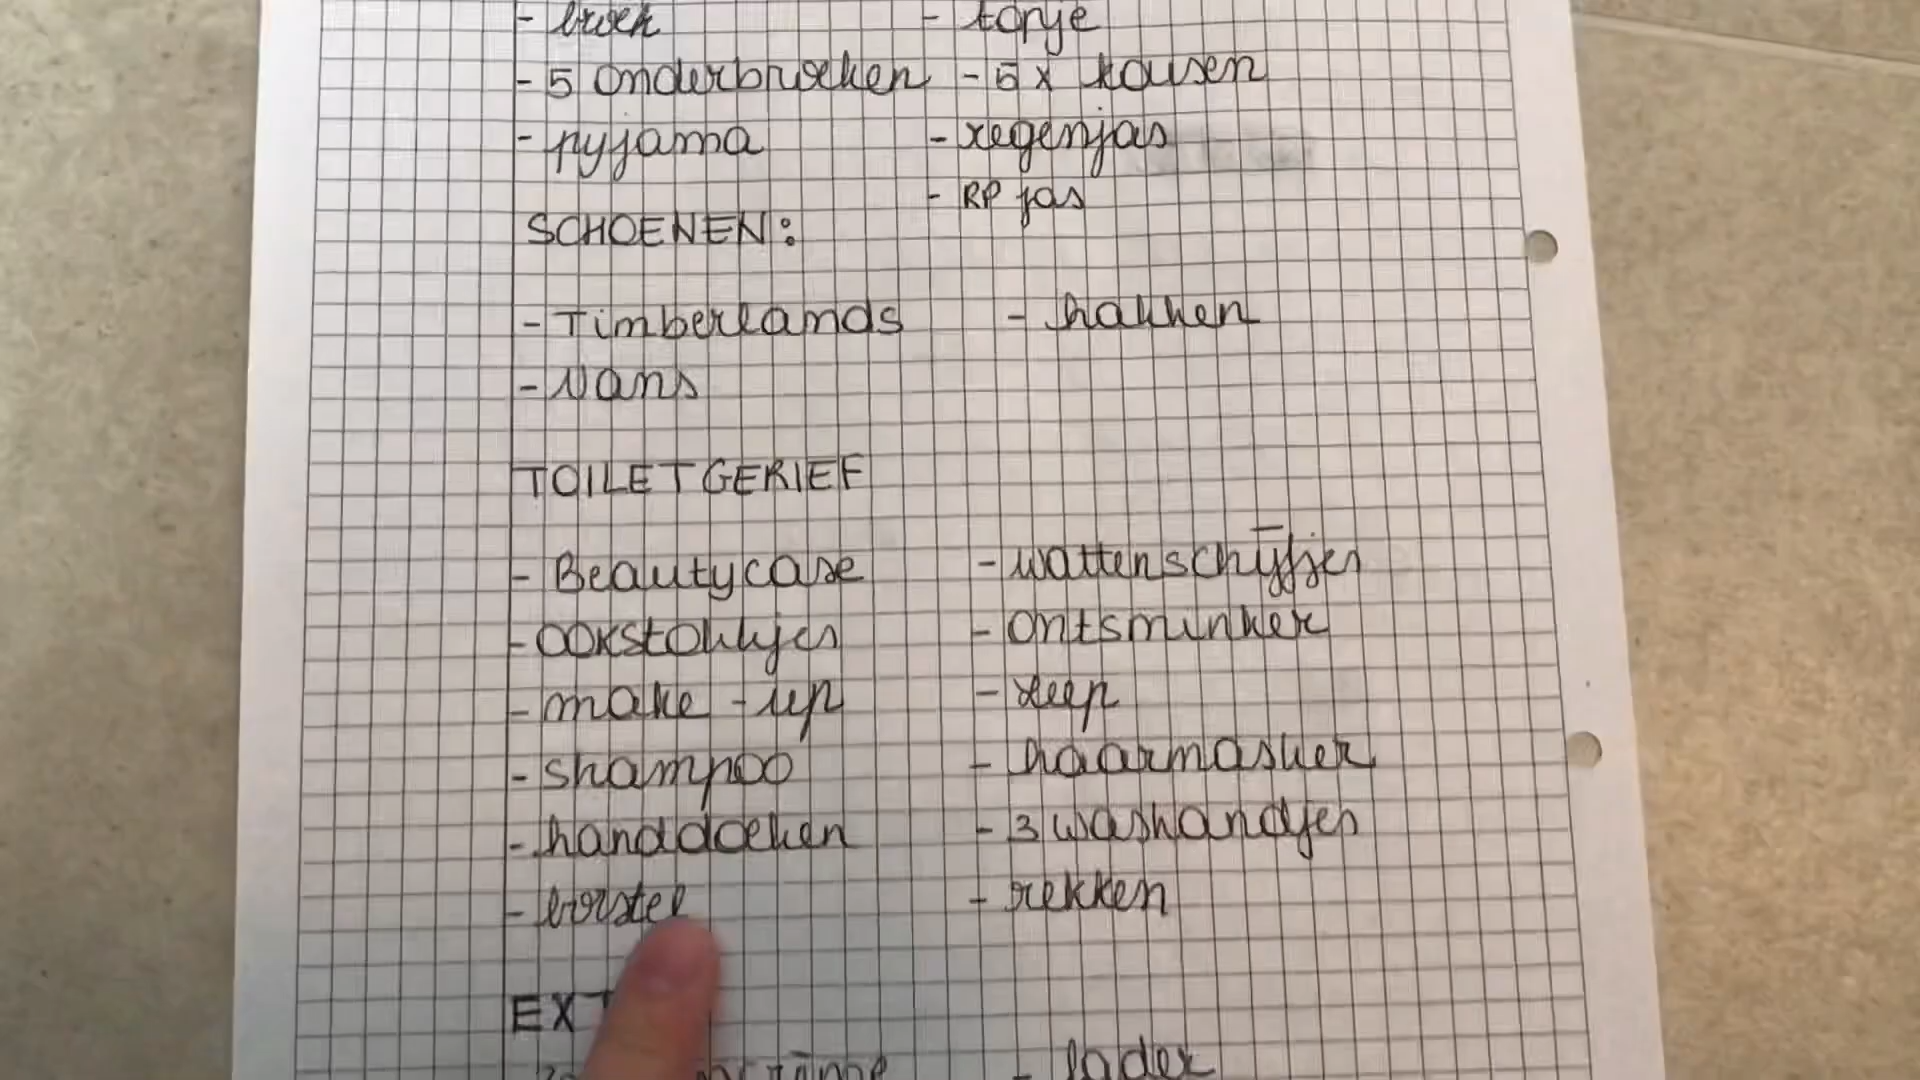 - broek - topje
- 5 onderbroeken - 5 x kousen
- pyjama - regenjas
- RP jas
SCHOENEN:
- Timberlands - hakken
- Vans
TOILETGERIEF
- Beautycase - wattenschijfjes
- oorstokjes - ontsminker
- make-up - zeep
- shampoo - haarmasker
- handdoeken - 3 washandjes
- borstel - rekken
EXT
- lader